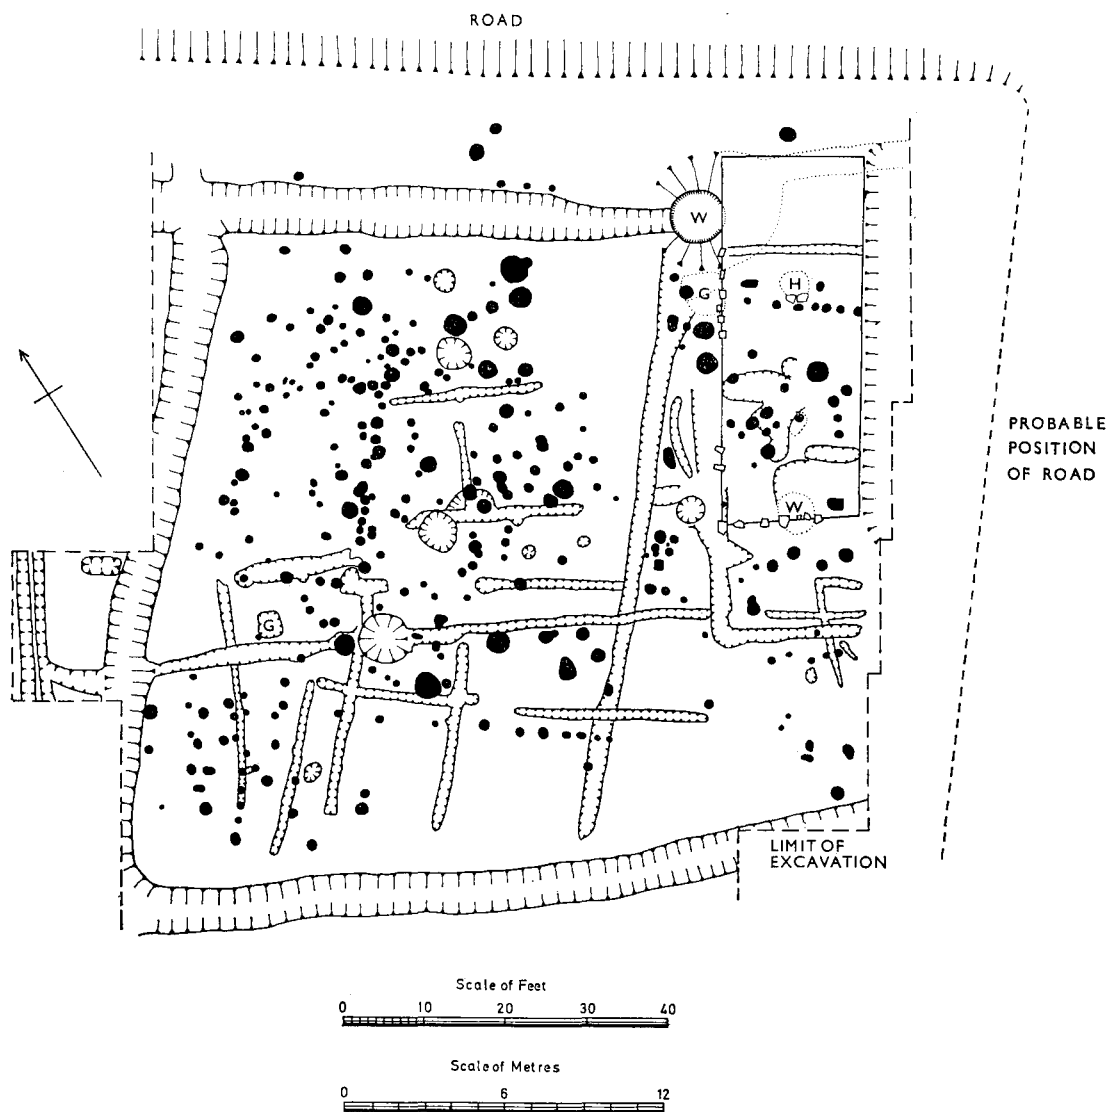 ROAD
W
G
H
W
G
PROBABLE
POSITION
OF ROAD
LIMIT OF
EXCAVATION
Scale of Feet
0 10 20 30 40
Scale of Metres
0 6 12